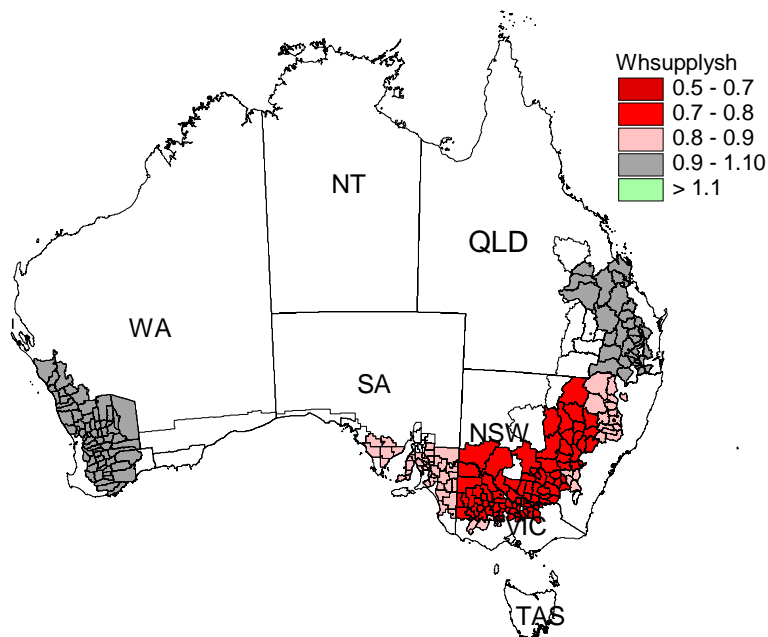 Whsupplysh
0.5 - 0.7
0.7 - 0.8
0.8 - 0.9
0.9 - 1.10
> 1.1
NT
QLD
WA
SA
NSW
VIC
TAS